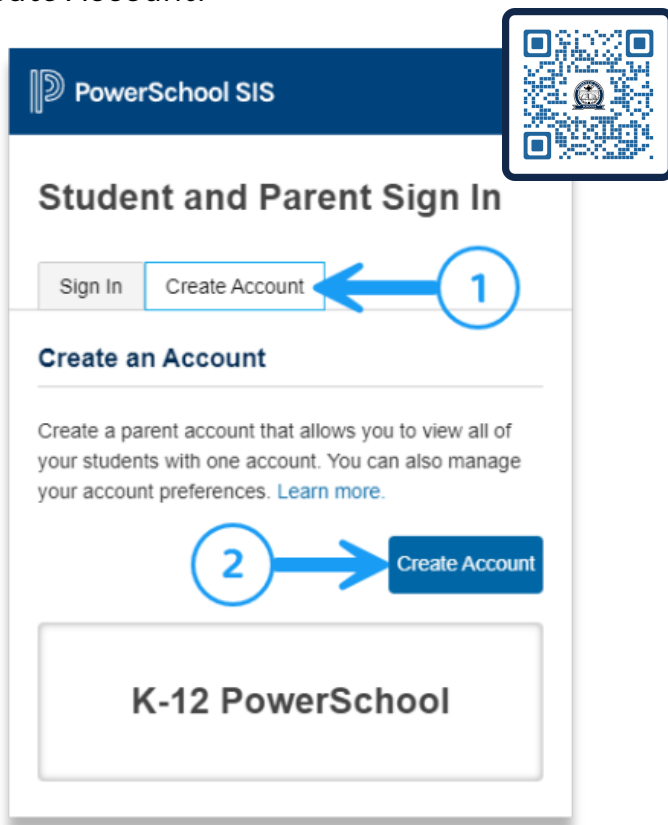 PowerSchool SIS
Student and Parent Sign In
Sign In
Create Account
1
Create an Account
Create a parent account that allows you to view all of
your students with one account. You can also manage
your account preferences. Learn more.
2
Create Account
K-12 PowerSchool